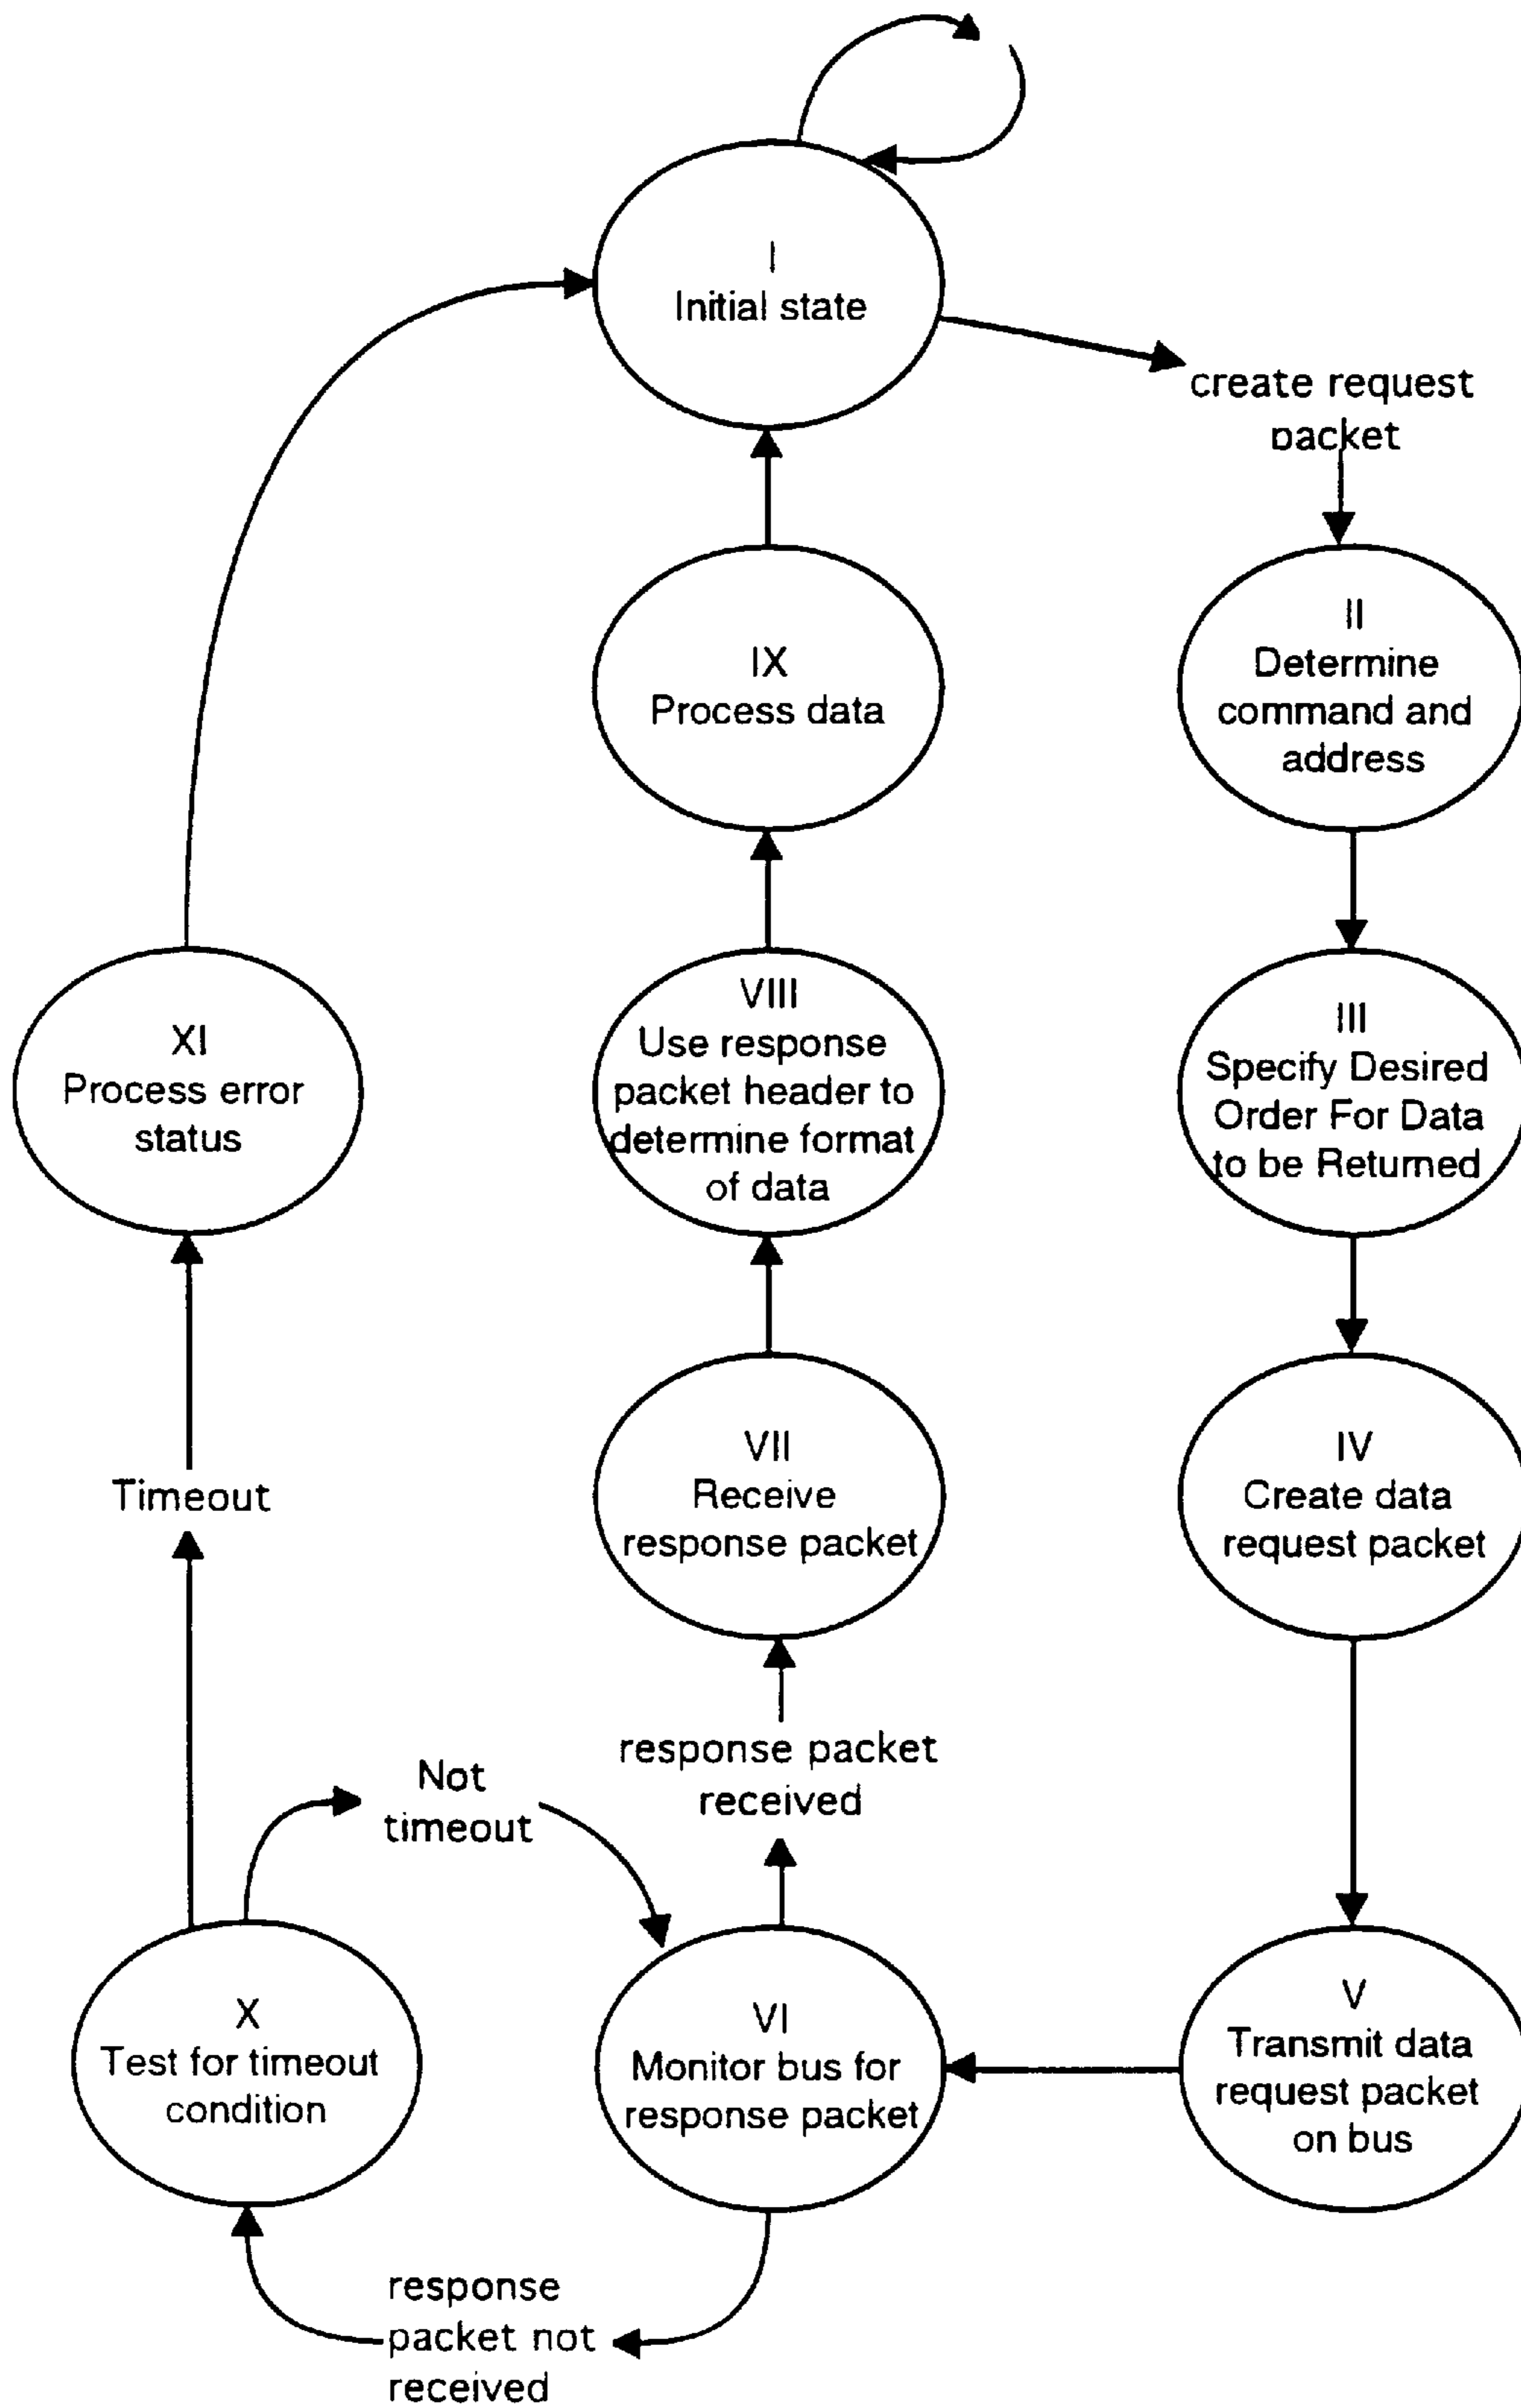 I
Initial state
create request
packet
II
Determine
command and
address
IX
Process data
III
Specify Desired
Order For Data
to be Returned
VIII
Use response
packet header to
determine format
of data
XI
Process error
status
IV
Create data
request packet
VII
Receive
response packet
Timeout
response packet
received
Not
timeout
V
Transmit data
request packet
on bus
VI
Monitor bus for
response packet
X
Test for timeout
condition
response
packet not
received